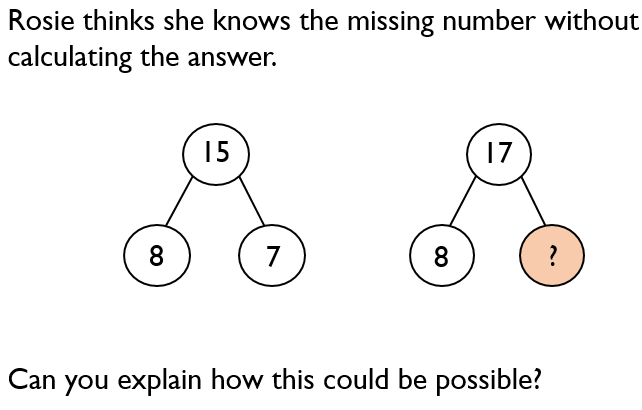 Rosie thinks she knows the missing number without
calculating the answer.
15
17
8
7
8
?
Can you explain how this could be possible?